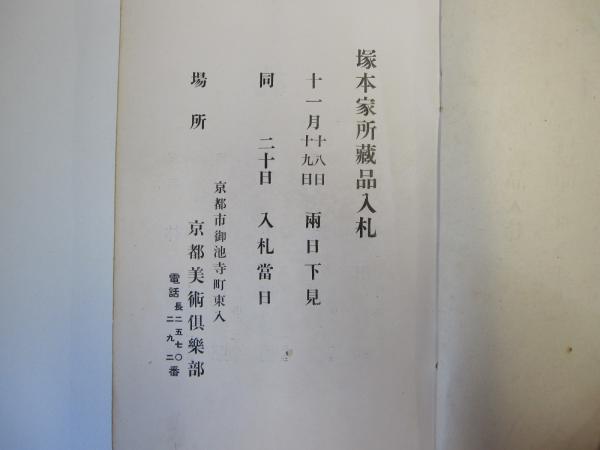 塚本家所藏品入札
十一月十八日十九日 兩日下見
同 二十日 入札當日
場所 京都市御池寺町東入
京都美術倶樂部
電話長二五七〇二九二番